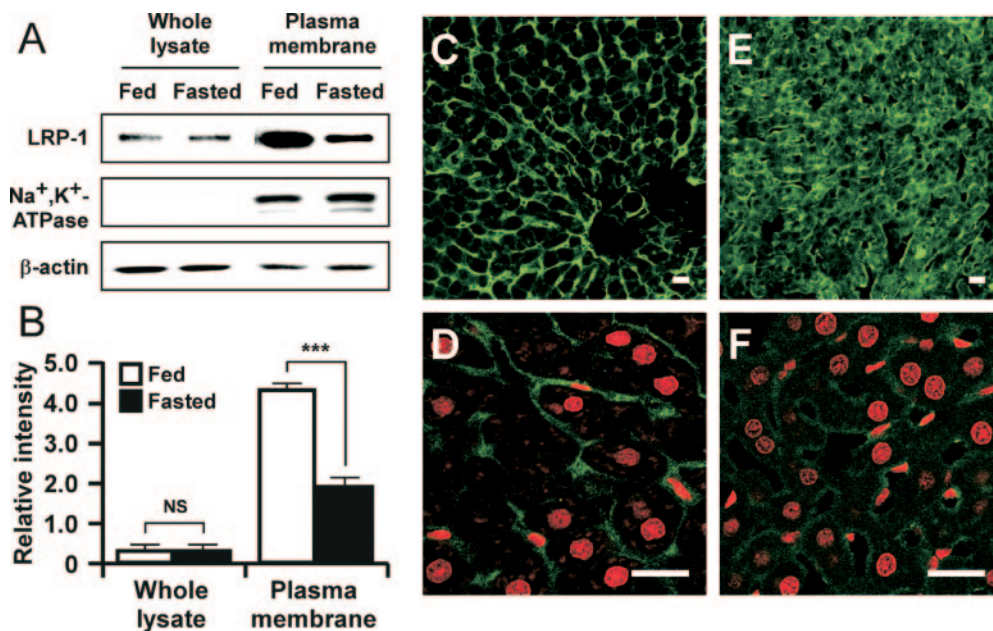 A
Whole lysate
Plasma membrane
Fed Fasted Fed Fasted
LRP-1
Na⁺,K⁺-
ATPase
β-actin
B
Relative intensity
5.0
4.0
3.0
2.0
1.0
0
Fed
Fasted
NS
***
Whole lysate
Plasma membrane
C
E
D
F